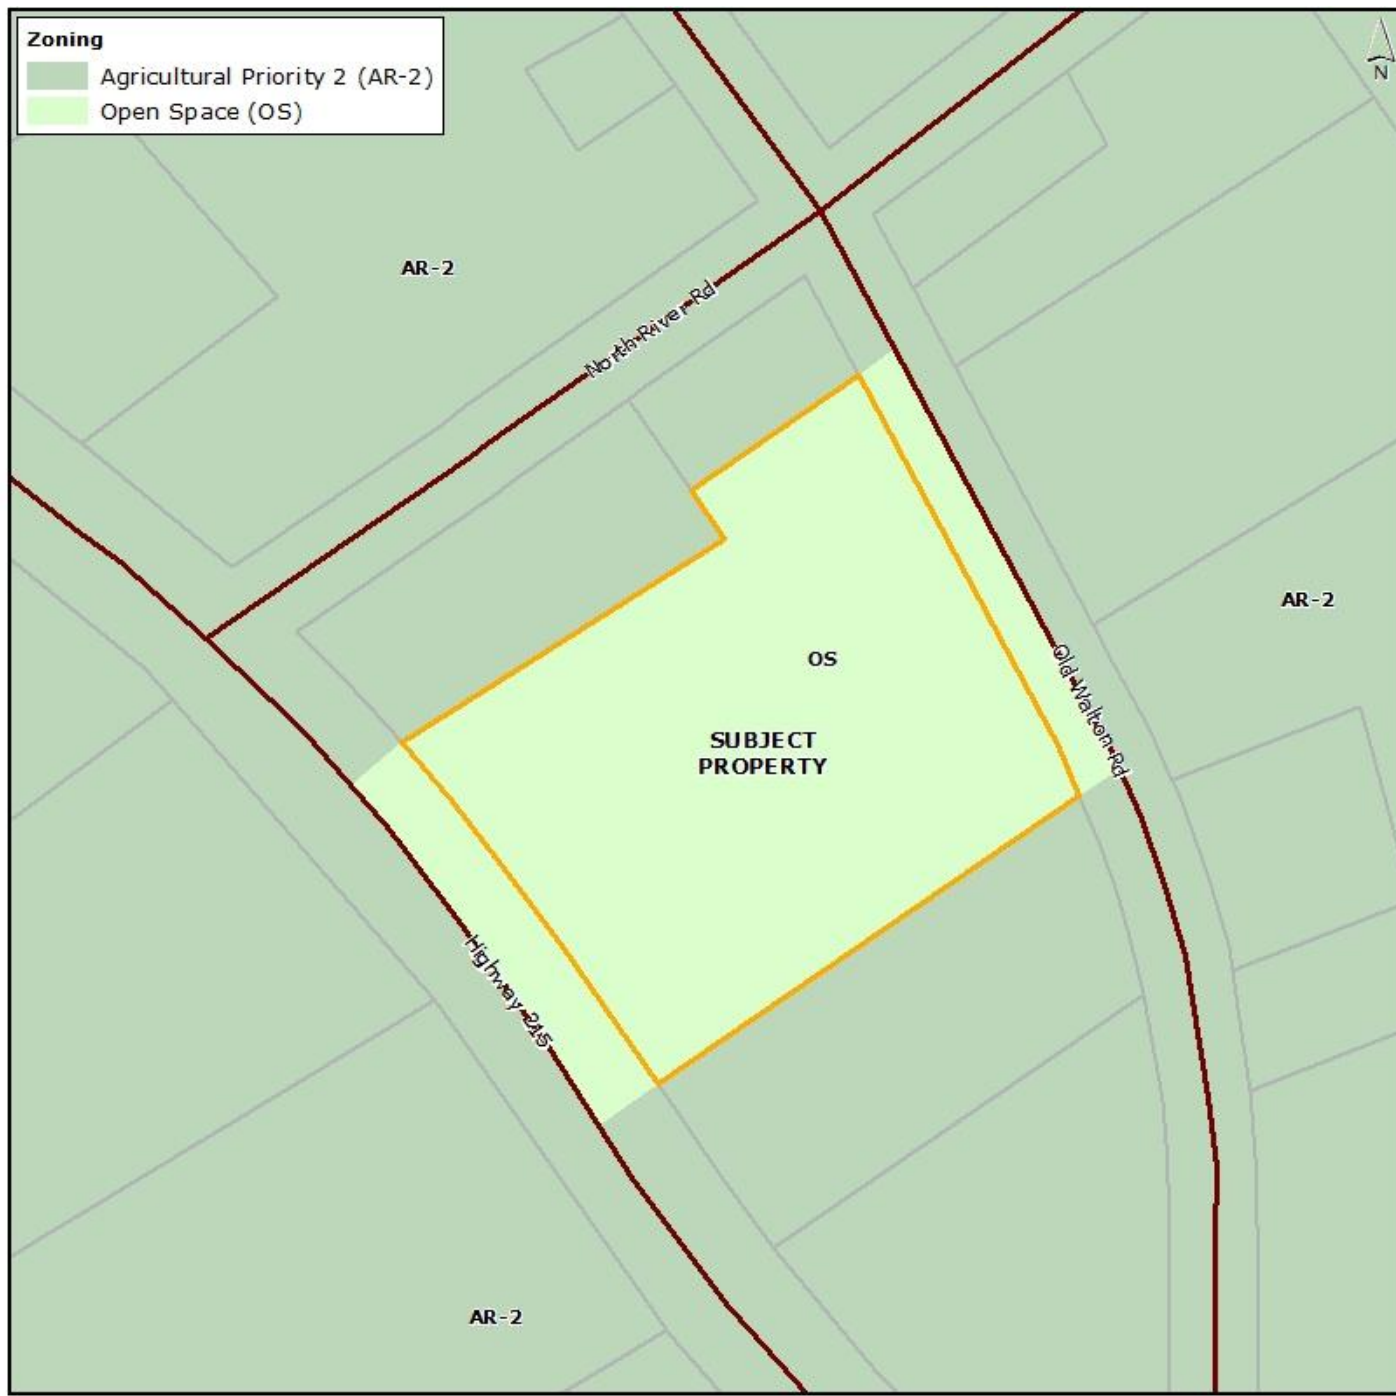 Zoning
Agricultural Priority 2 (AR-2)
Open Space (OS)
N
AR-2
North River Rd
AR-2
OS
Old Walton Rd
SUBJECT
PROPERTY
Highway 215
AR-2